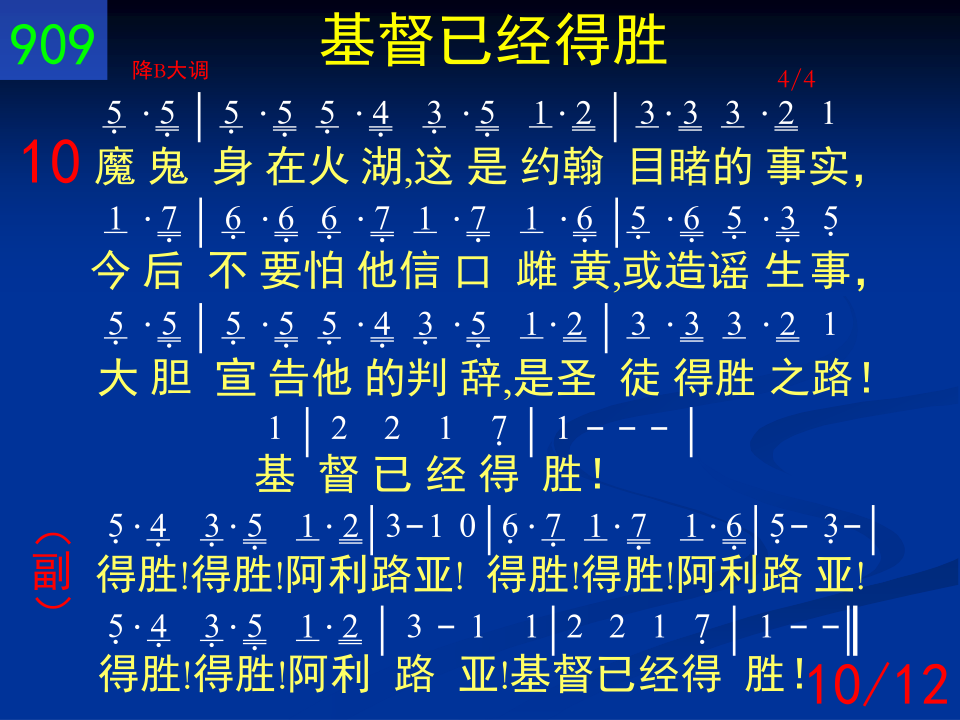 909
基督已经得胜
降B大调
4/4
5 · 5 | 5 · 5 5 · 4 3 · 5 1 · 2 | 3 · 3 3 · 2 1
10
魔 鬼 身 在 火 湖,这 是 约翰 目睹的 事实，
1 · 7 | 6 · 6 6 · 7 1 · 7 1 · 6 | 5 · 6 5 · 3 5
今 后 不 要怕 他信 口 雌 黄,或造谣 生事，
5 · 5 | 5 · 5 5 · 4 3 · 5 1 · 2 | 3 · 3 3 · 2 1
大 胆 宣 告他 的判 辞,是圣 徒 得胜 之路！
1 | 2 2 1 7 | 1 - - - |
基 督 已 经 得 胜！
5 · 4 3 · 5 1 · 2 | 3 - 1 0 | 6 · 7 1 · 7 1 · 6 | 5 - 3 - |
（副）
得胜!得胜!阿利路亚! 得胜!得胜!阿利路 亚!
5 · 4 3 · 5 1 · 2 | 3 - 1 1 | 2 2 1 7 | 1 - - ‖
得胜!得胜!阿利 路 亚!基督已经得 胜！
10/12